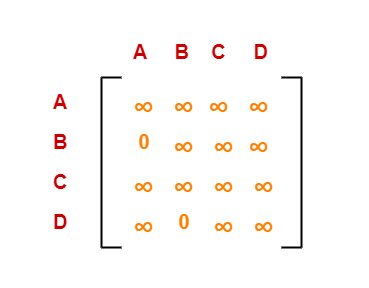 A B C D
A ∞ ∞ ∞ ∞
B 0 ∞ ∞ ∞
C ∞ ∞ ∞ ∞
D ∞ 0 ∞ ∞